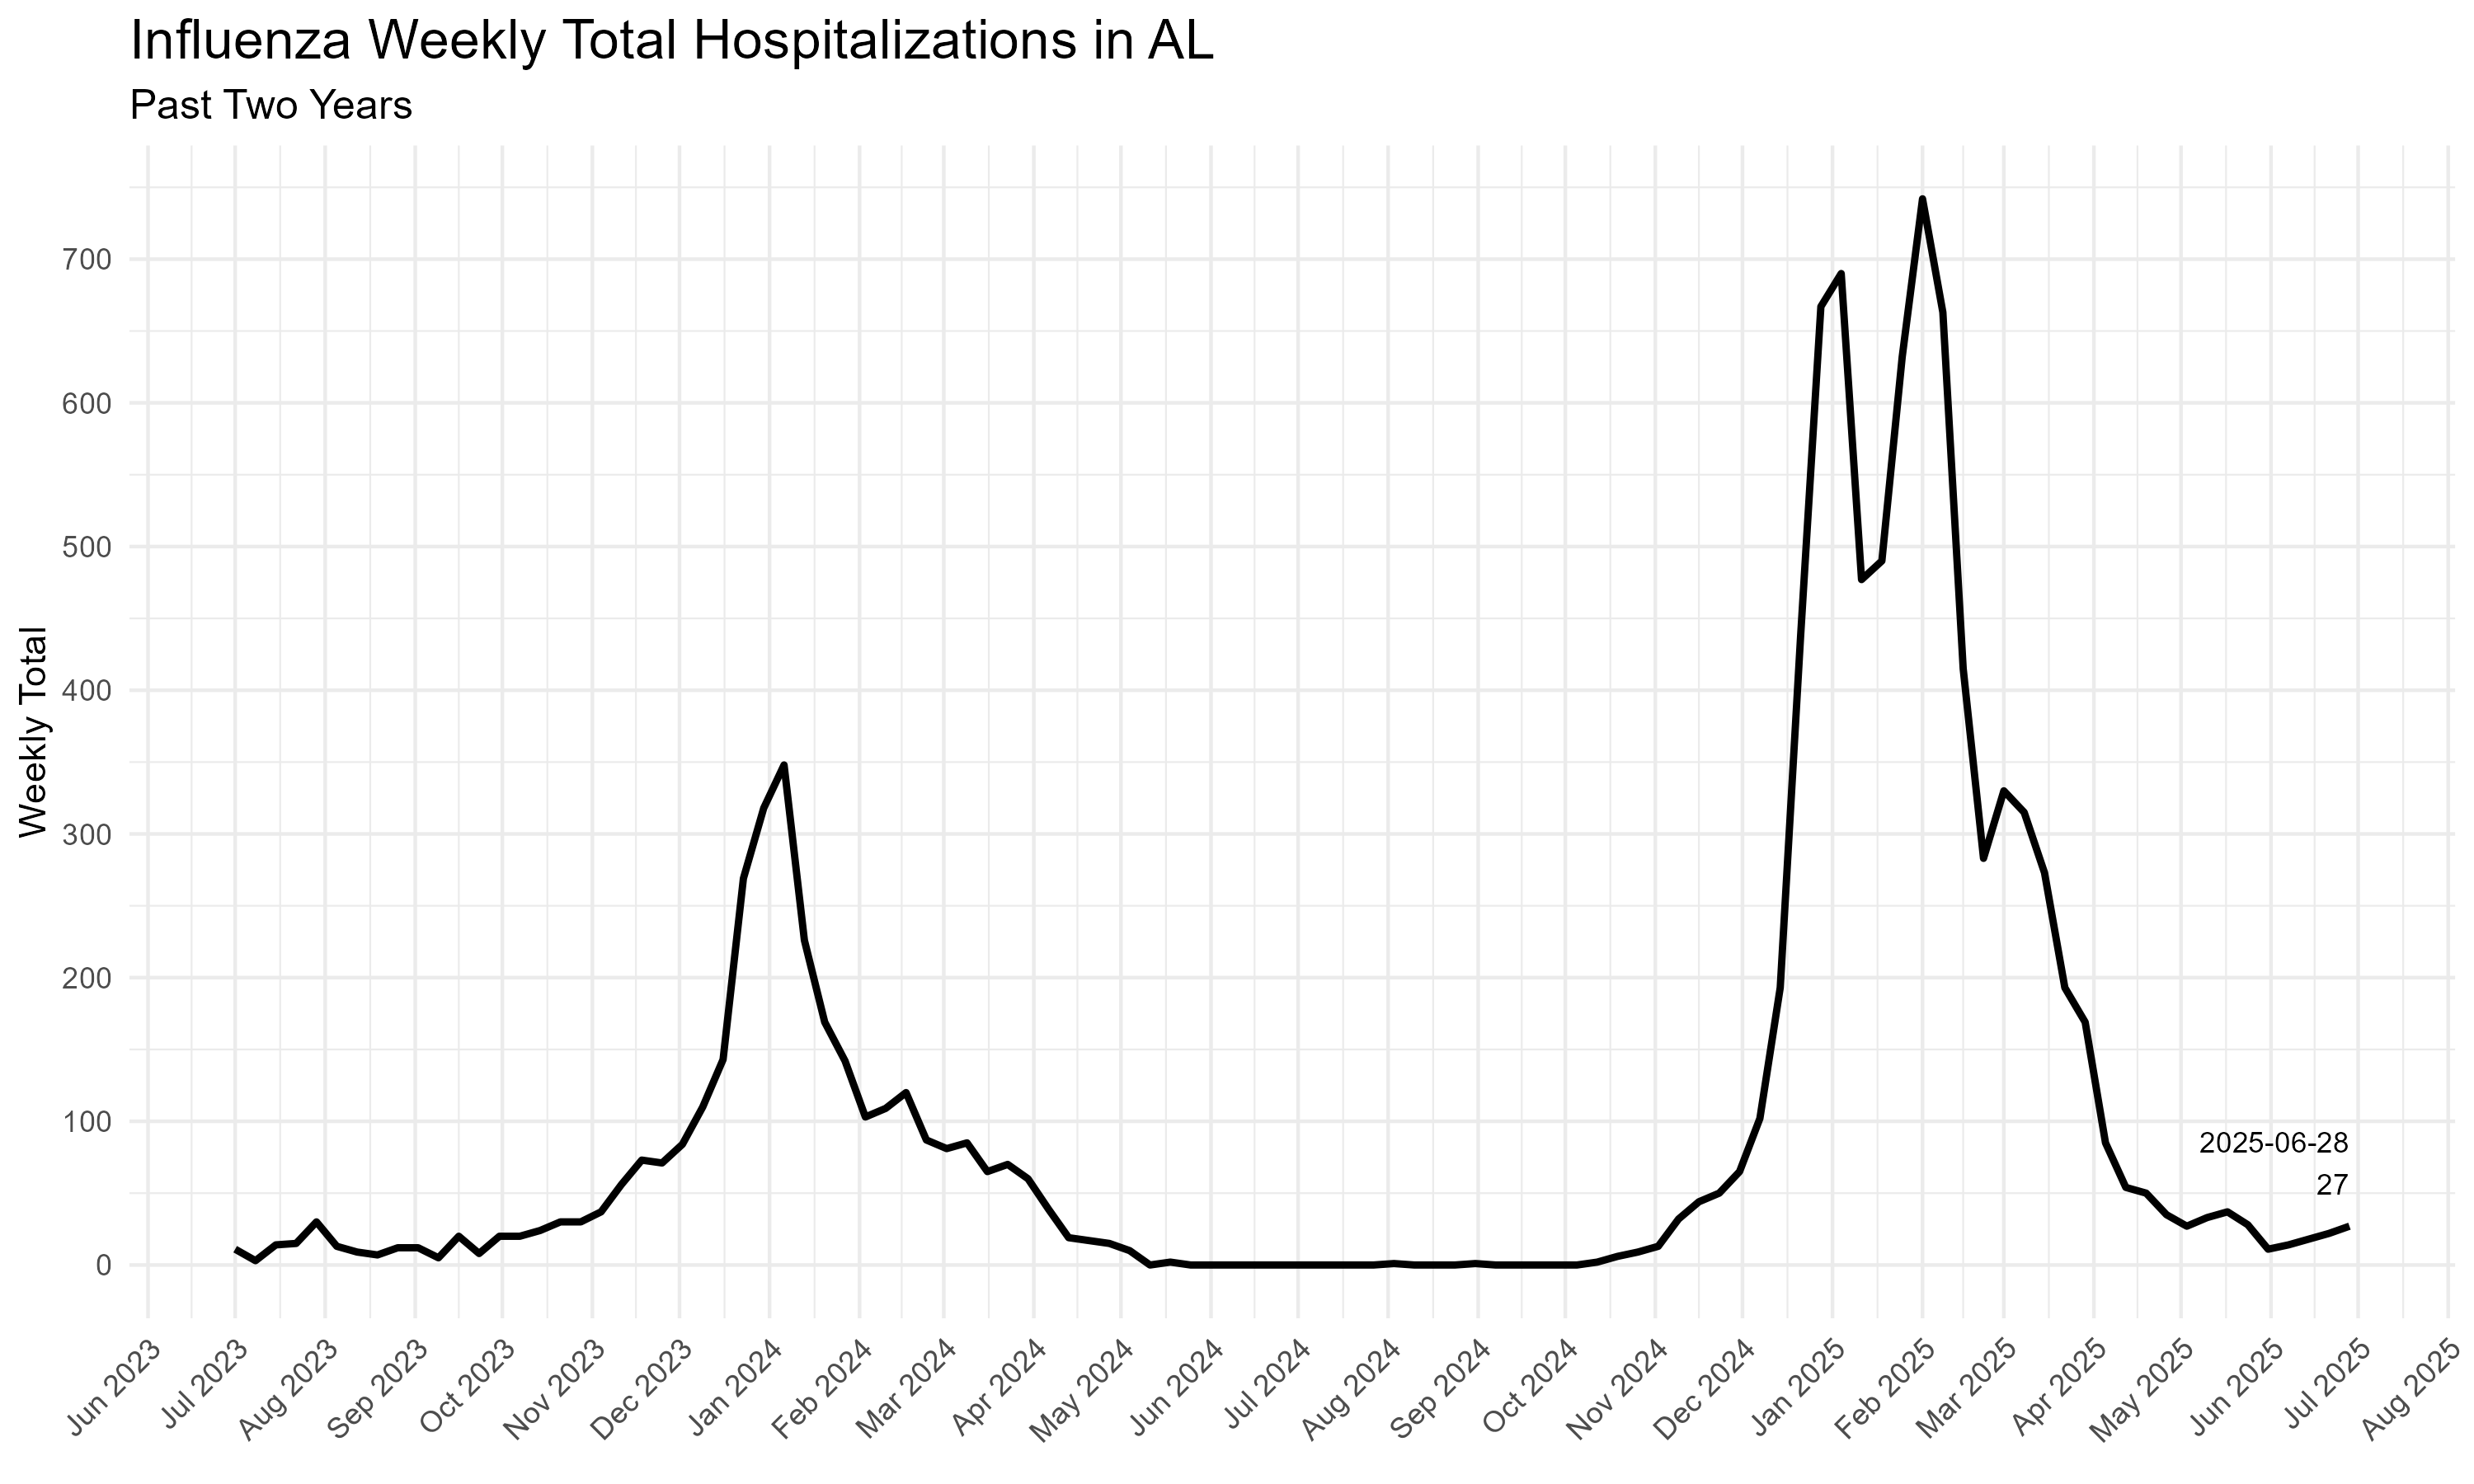 Influenza Weekly Total Hospitalizations in AL
Past Two Years
Weekly Total
700
600
500
400
300
200
100
0
2025-06-28
27
Jun 2023
Jul 2023
Aug 2023
Sep 2023
Oct 2023
Nov 2023
Dec 2023
Jan 2024
Feb 2024
Mar 2024
Apr 2024
May 2024
Jun 2024
Jul 2024
Aug 2024
Sep 2024
Oct 2024
Nov 2024
Dec 2024
Jan 2025
Feb 2025
Mar 2025
Apr 2025
May 2025
Jun 2025
Jul 2025
Aug 2025